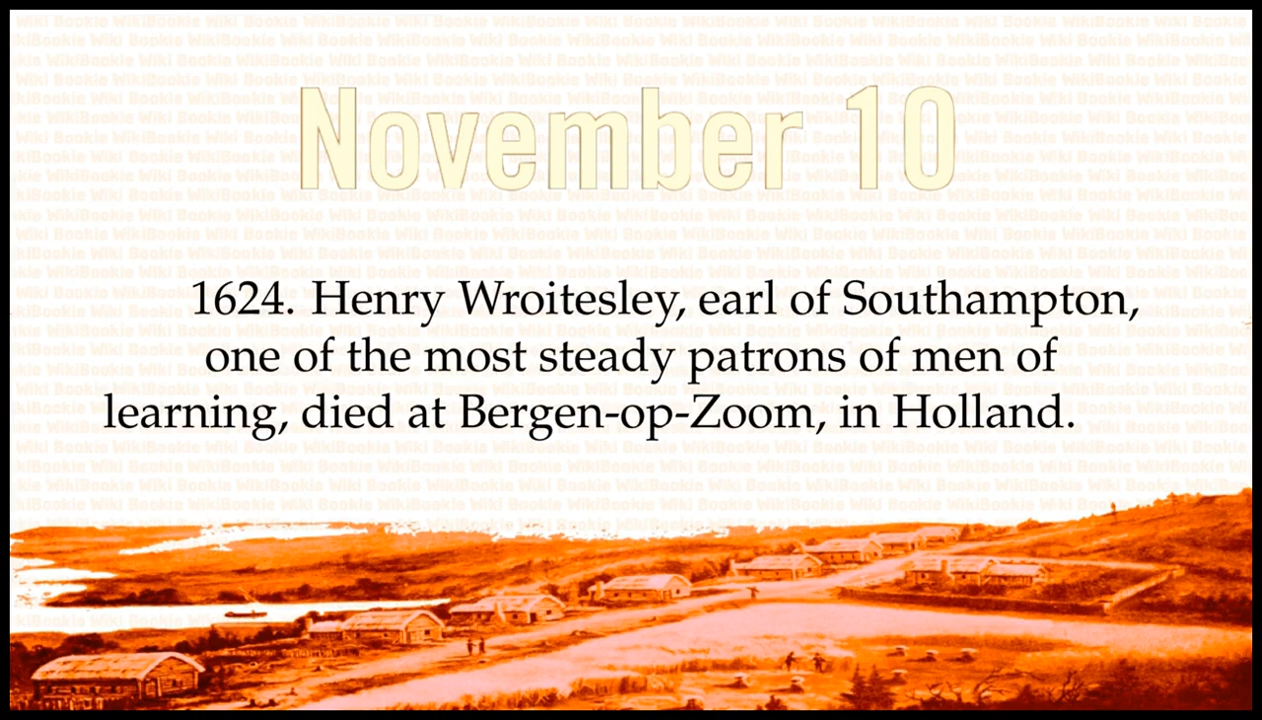 November 10
1624. Henry Wroitesley, earl of Southampton,
one of the most steady patrons of men of
learning, died at Bergen-op-Zoom, in Holland.